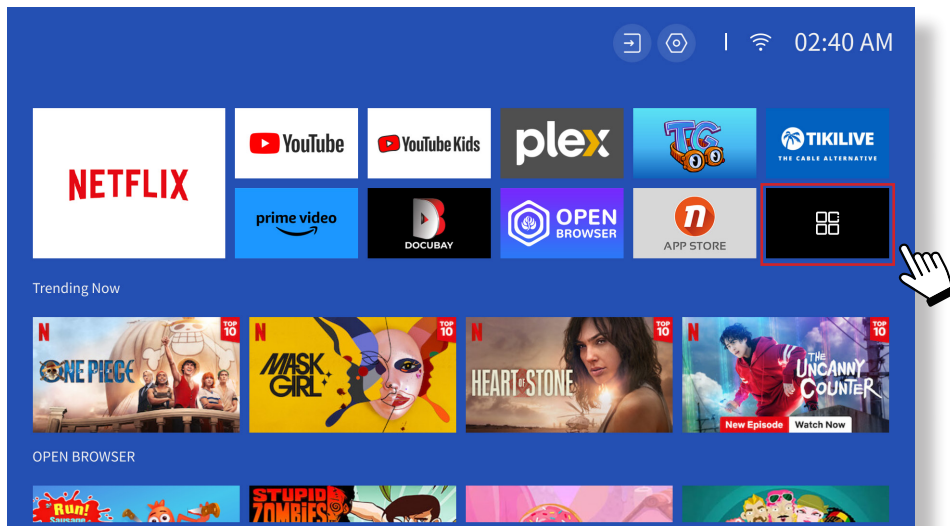 02:40 AM
NETFLIX
YouTube
YouTube Kids
plex
TG
TIKILIVE
THE CABLE ALTERNATIVE
prime video
DOCUBAY
OPEN
BROWSER
n
APP STORE
Trending Now
N
TOP
10
ONE PIECE
N
TOP
10
MASK
GIRL
N
TOP
10
HEART OF STONE
N
TOP
10
THE
UNCANNY
COUNTER
New Episode
Watch Now
OPEN BROWSER
Run!
Sausage
STUPID
ZOMBIES